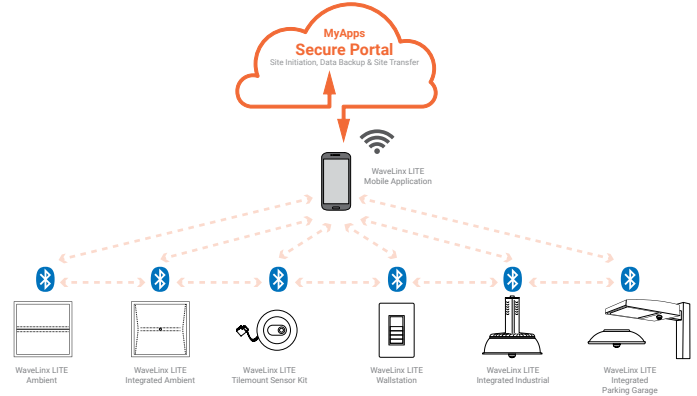 MyApps
Secure Portal
Site Initiation, Data Backup & Site Transfer
WaveLinx LITE
Mobile Application
WaveLinx LITE
Ambient
WaveLinx LITE
Integrated Ambient
WaveLinx LITE
Tilemount Sensor Kit
WaveLinx LITE
Wallstation
WaveLinx LITE
Integrated Industrial
WaveLinx LITE
Integrated
Parking Garage